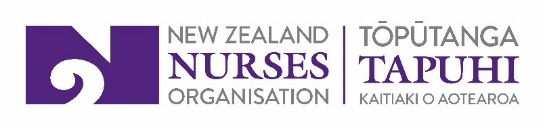 NEW ZEALAND
NURSES
ORGANISATION
TŌPŪTANGA
TAPUHI
KAITIAKI O AOTEAROA